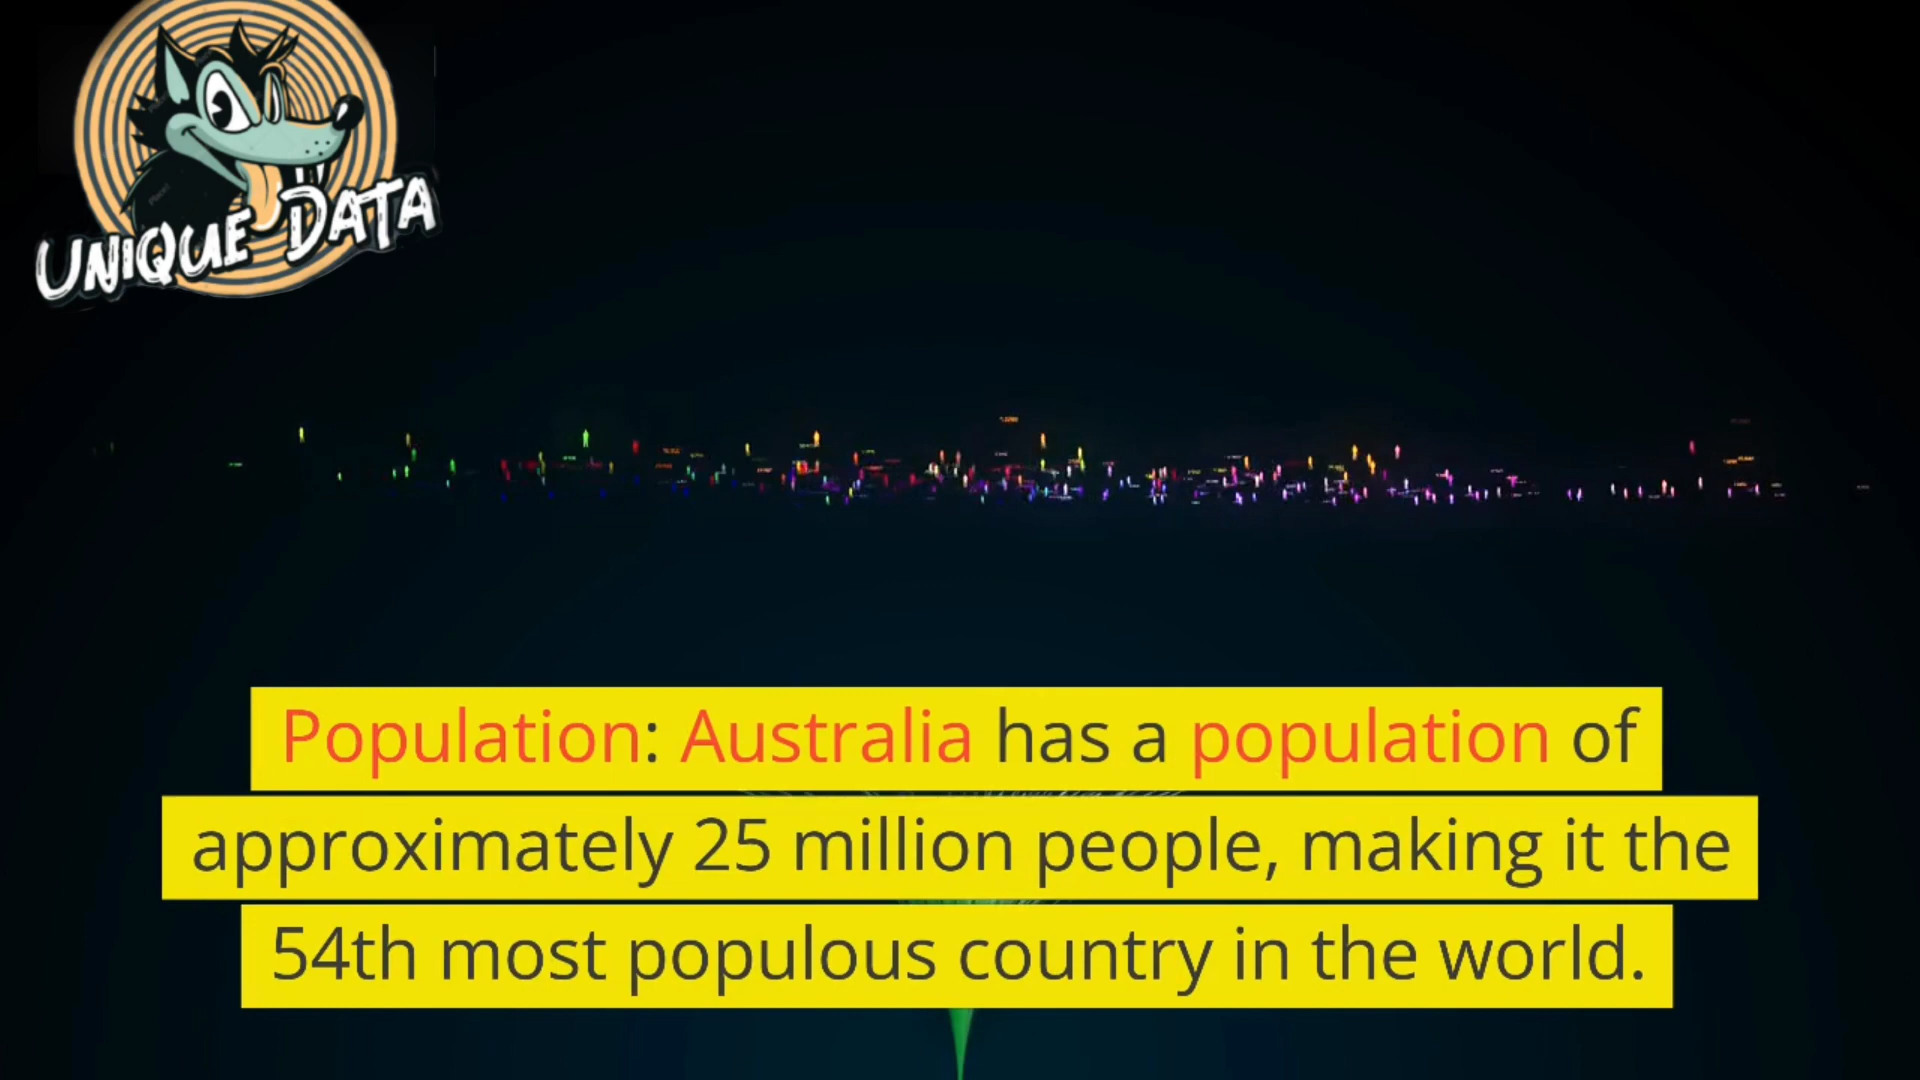 UNIQUE DATA
Population: Australia has a population of
approximately 25 million people, making it the
54th most populous country in the world.